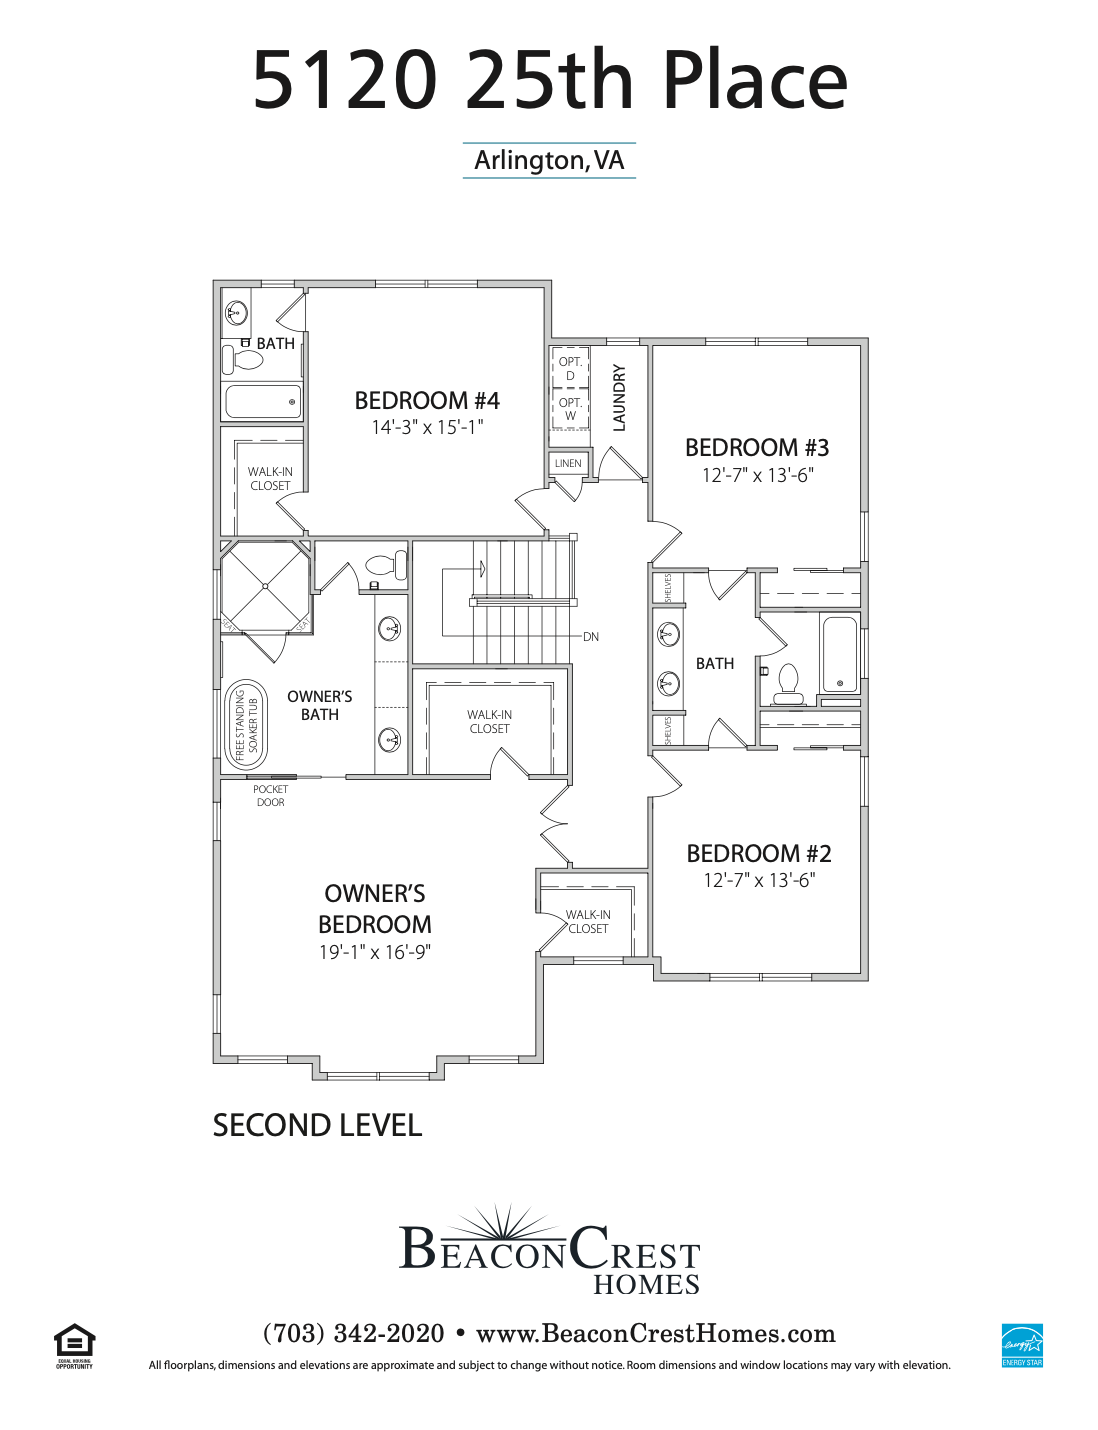 5120 25th Place
Arlington, VA
BATH
BEDROOM #4
14'-3" x 15'-1"
WALK-IN
CLOSET
OPT.
D
OPT.
W
LAUNDRY
LINEN
BEDROOM #3
12'-7" x 13'-6"
SEAT
SEAT
DN
SHELVES
BATH
SHELVES
OWNER'S
BATH
FREE STANDING
SOAKER TUB
WALK-IN
CLOSET
POCKET
DOOR
BEDROOM #2
12'-7" x 13'-6"
OWNER'S
BEDROOM
19'-1" x 16'-9"
WALK-IN
CLOSET
SECOND LEVEL
BEACONCREST
HOMES
(703) 342-2020 • www.BeaconCrestHomes.com
EQUAL HOUSING
OPPORTUNITY
All floorplans, dimensions and elevations are approximate and subject to change without notice. Room dimensions and window locations may vary with elevation.
energy
ENERGY STAR